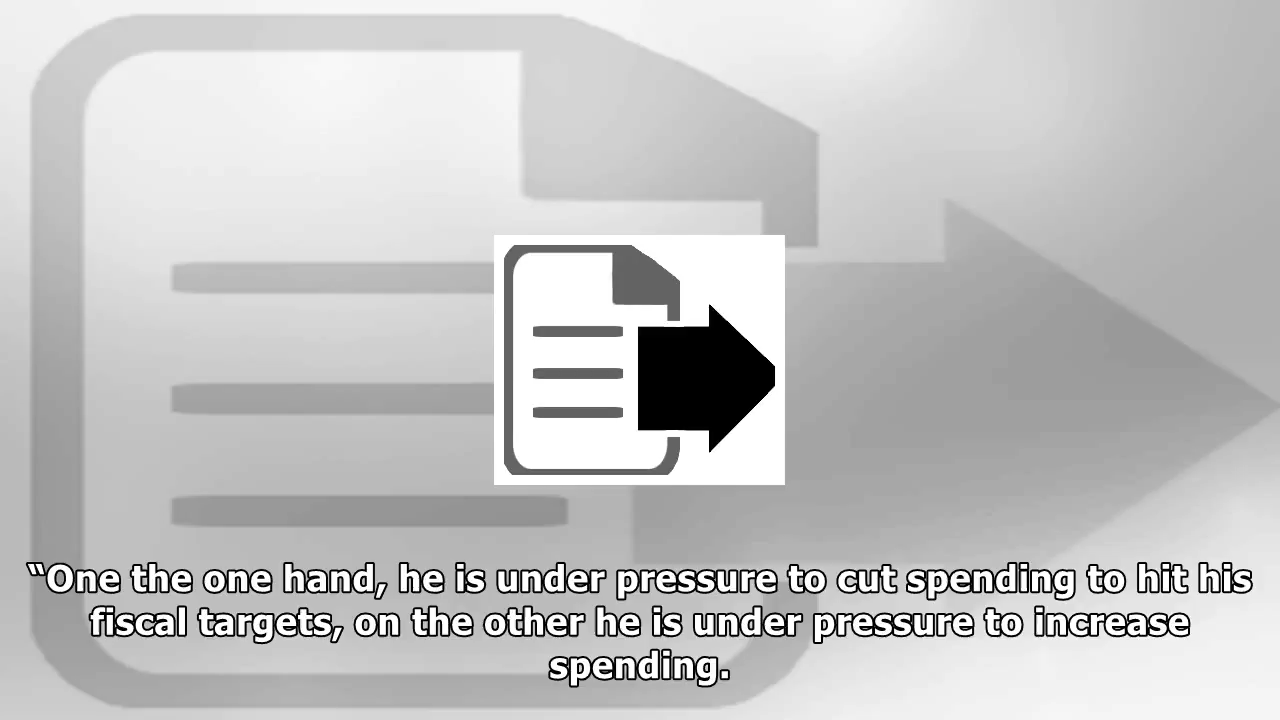 “One the one hand, he is under pressure to cut spending to hit his
fiscal targets, on the other he is under pressure to increase
spending.